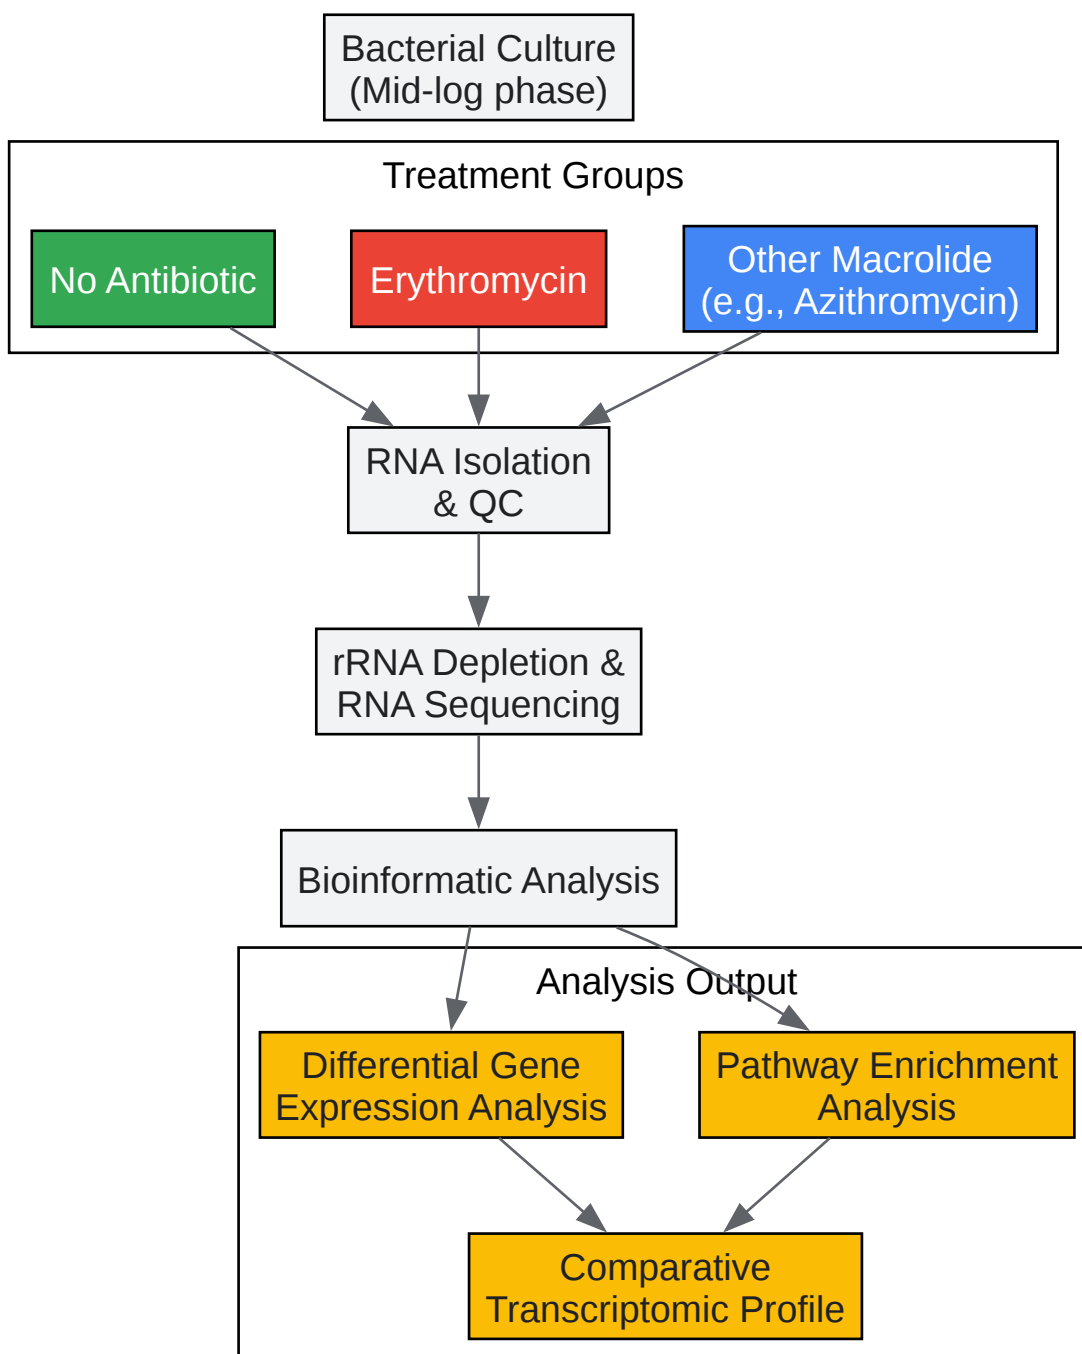 Bacterial Culture
(Mid-log phase)
Treatment Groups
No Antibiotic
Erythromycin
Other Macrolide
(e.g., Azithromycin)
RNA Isolation
& QC
rRNA Depletion &
RNA Sequencing
Bioinformatic Analysis
Analysis Output
Differential Gene
Expression Analysis
Pathway Enrichment
Analysis
Comparative
Transcriptomic Profile